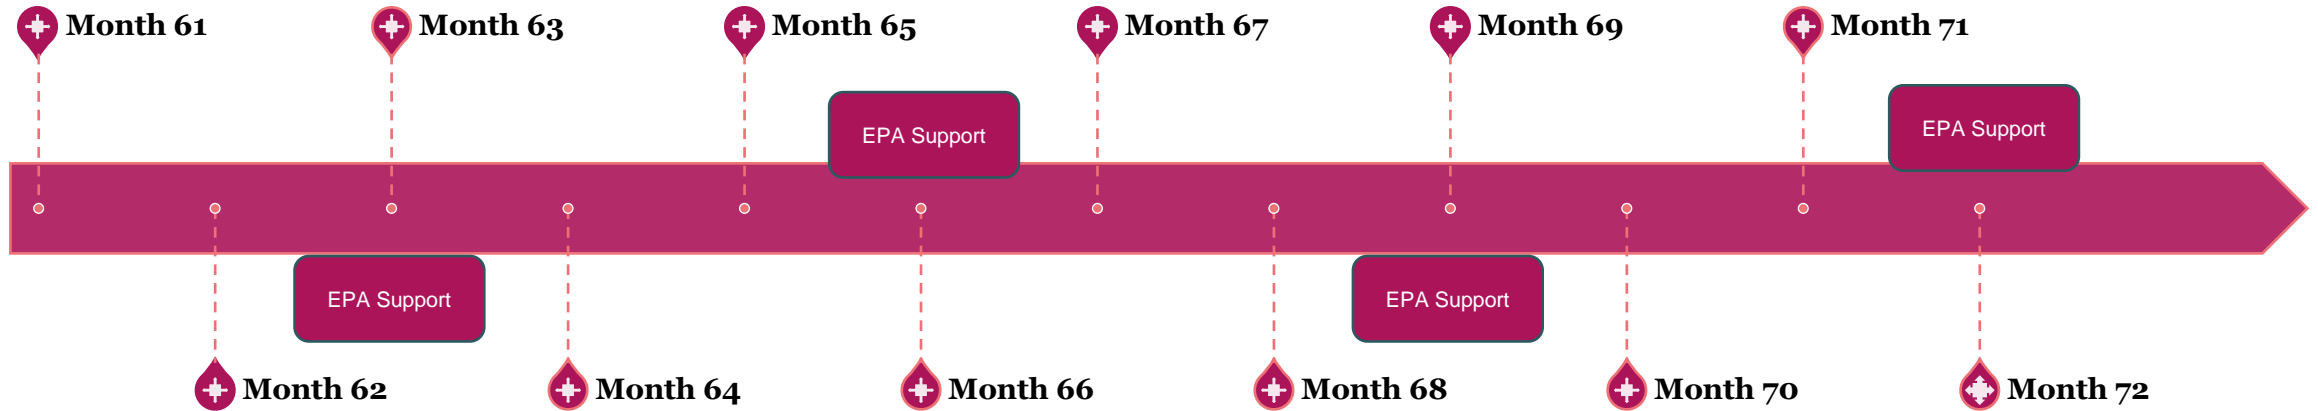 Month 61
Month 63
Month 65
Month 67
Month 69
Month 71
EPA Support
EPA Support
EPA Support
EPA Support
Month 62
Month 64
Month 66
Month 68
Month 70
Month 72